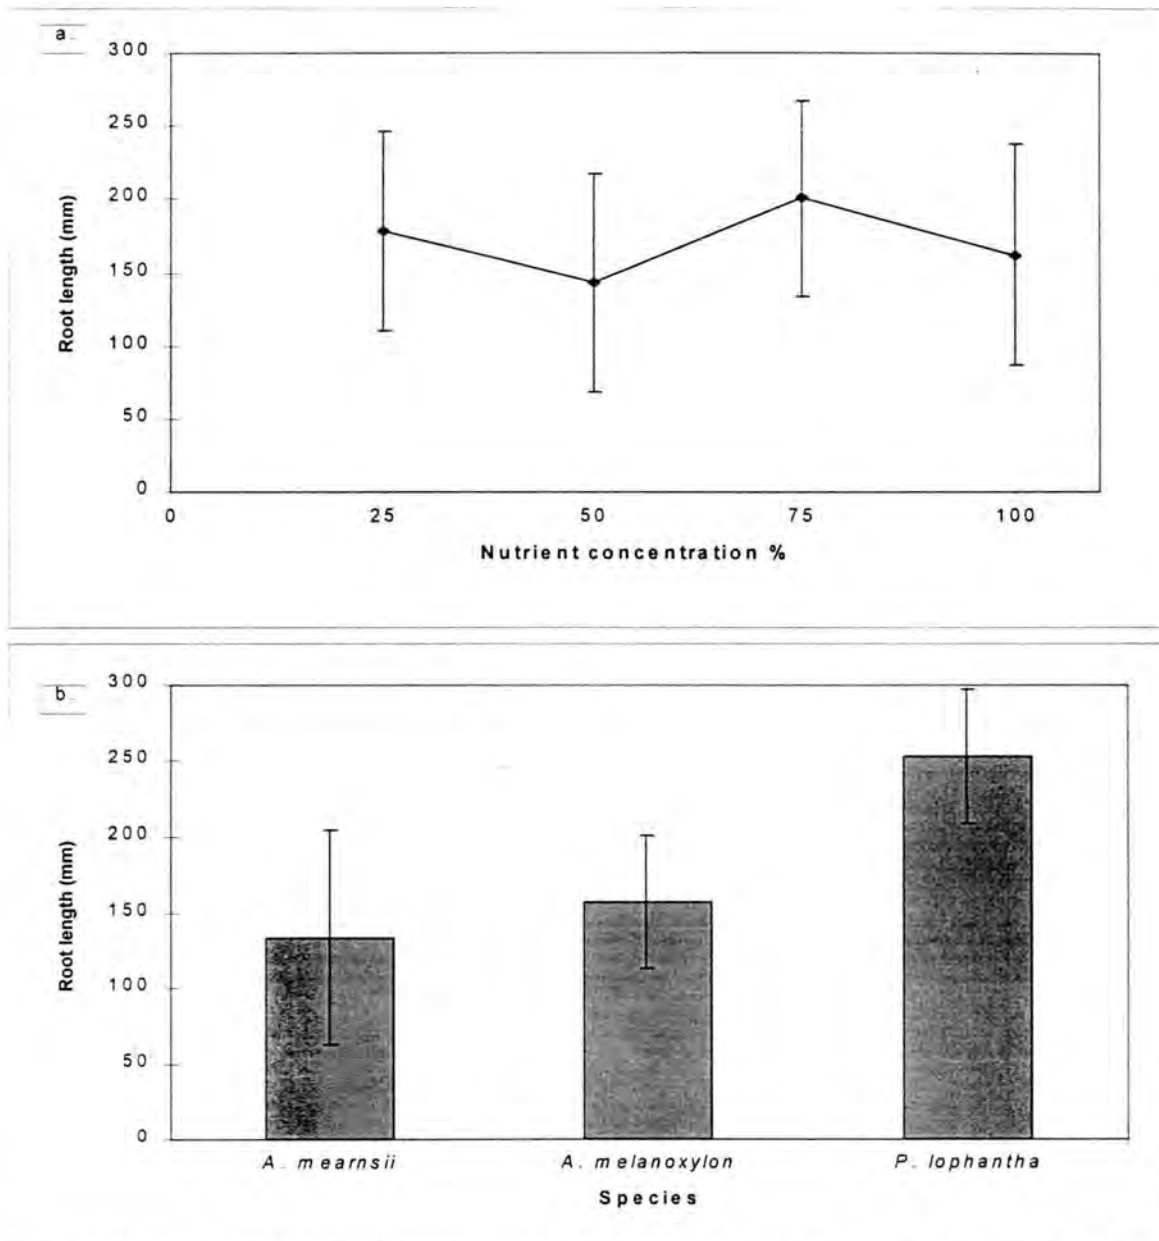 a.
300
250
200
150
100
50
0
Root length (mm)
0 25 50 75 100
Nutrient concentration %
b.
300
250
200
150
100
50
0
Root length (mm)
A. mearnsii A. melanoxylon P. lophantha
Species